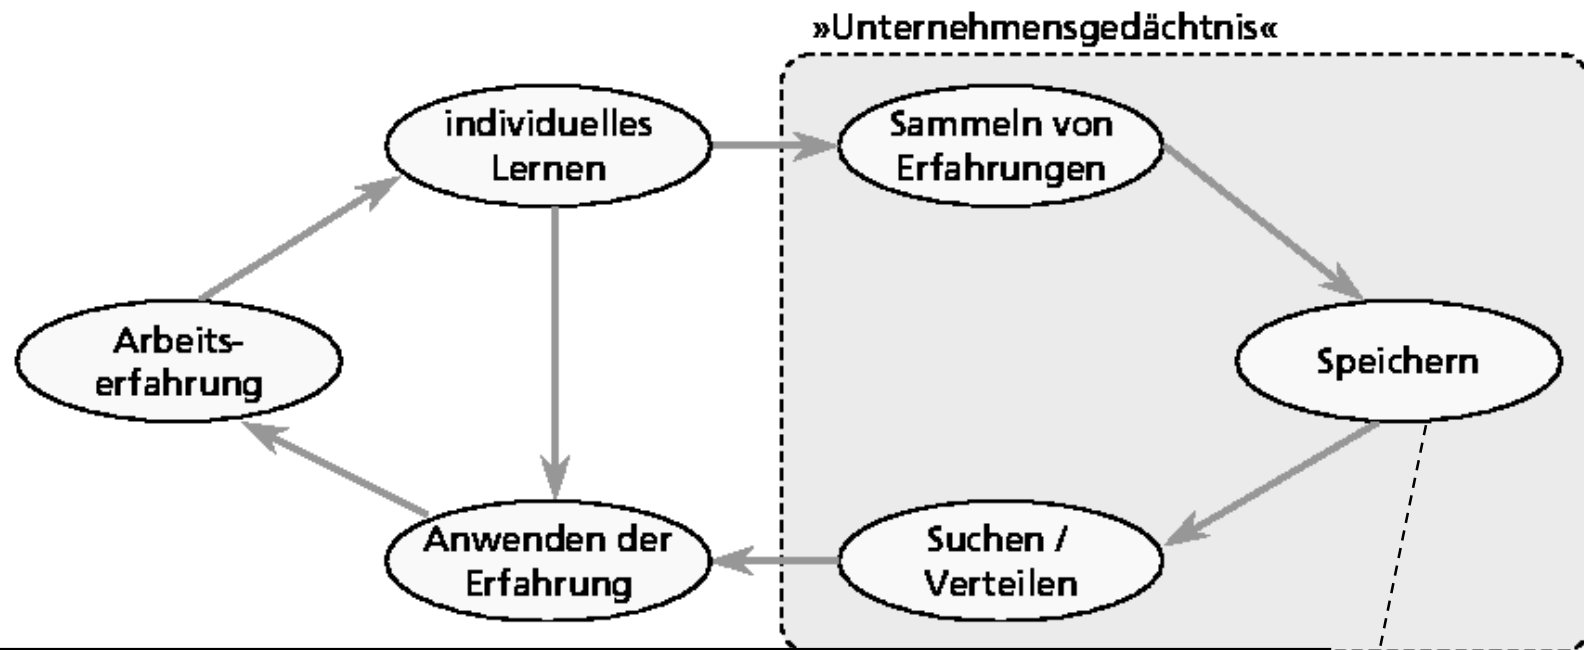 »Unternehmensgedächtnis«
individuelles
Lernen
Sammeln von
Erfahrungen
Arbeits-
erfahrung
Speichern
Anwenden der
Erfahrung
Suchen /
Verteilen